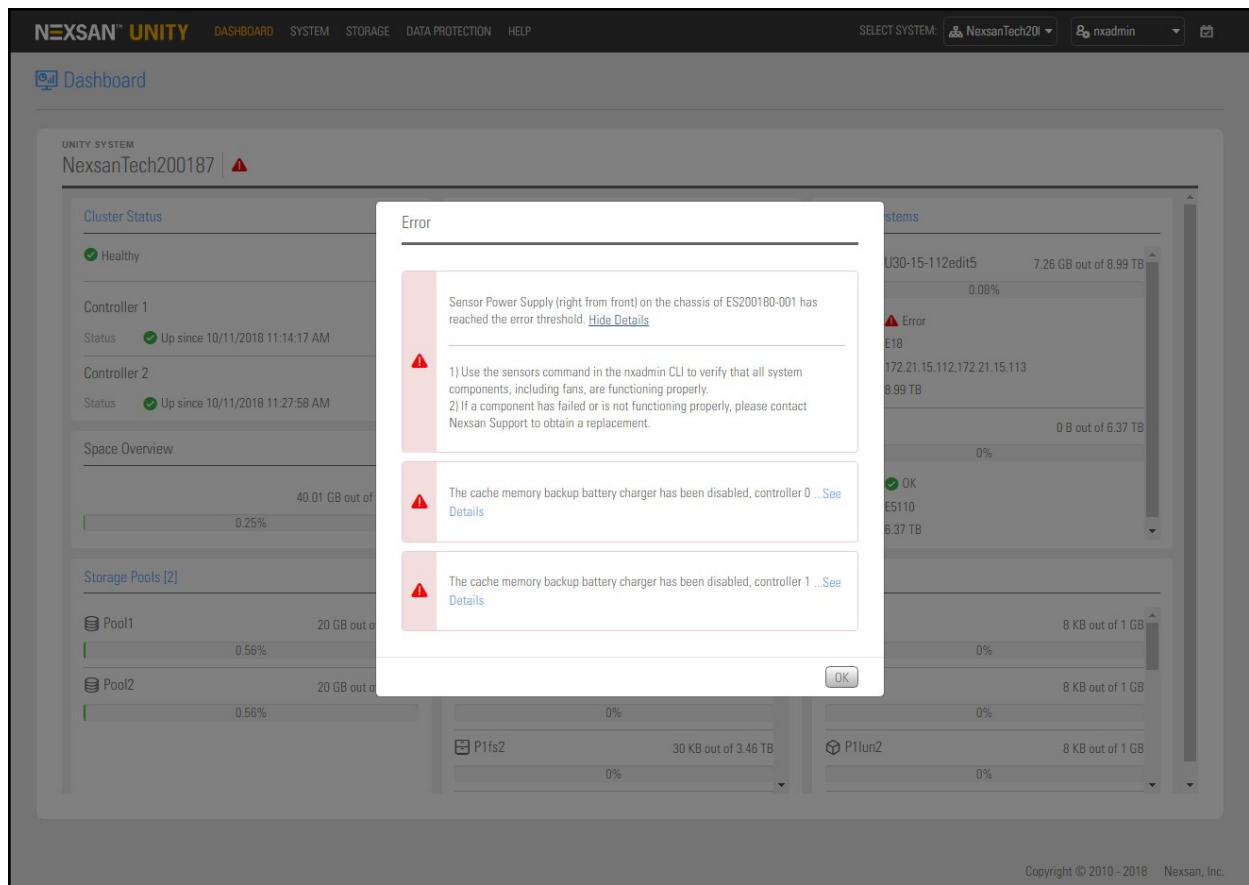 NEXSAN™ UNITY DASHBOARD SYSTEM STORAGE DATA PROTECTION HELP SELECT SYSTEM: NexsanTech20 nxadmin
Dashboard
UNITY SYSTEM
NexsanTech200187
Cluster Status
Healthy
Controller 1
Status Up since 10/11/2018 11:14:17 AM
Controller 2
Status Up since 10/11/2018 11:27:58 AM
Space Overview
40.01 GB out of
0.25%
Storage Pools [2]
Pool1 20 GB out o
0.56%
Pool2 20 GB out o
0.56%
Error
Sensor Power Supply (right from front) on the chassis of ES200180-001 has
reached the error threshold. Hide Details
1) Use the sensors command in the nxadmin CLI to verify that all system
components, including fans, are functioning properly.
2) If a component has failed or is not functioning properly, please contact
Nexsan Support to obtain a replacement.
The cache memory backup battery charger has been disabled, controller 0 ...See
Details
The cache memory backup battery charger has been disabled, controller 1 ...See
Details
OK
0%
P1fs2 30 KB out of 3.46 TB
0%
stems
U30-15-112edit5 7.26 GB out of 8.99 TB
0.08%
Error
E18
172.21.15.112,172.21.15.113
8.99 TB
0 B out of 6.37 TB
0%
OK
E5110
6.37 TB
8 KB out of 1 GB
0%
8 KB out of 1 GB
0%
P1lun2 8 KB out of 1 GB
0%
Copyright © 2010 - 2018 Nexsan, Inc.